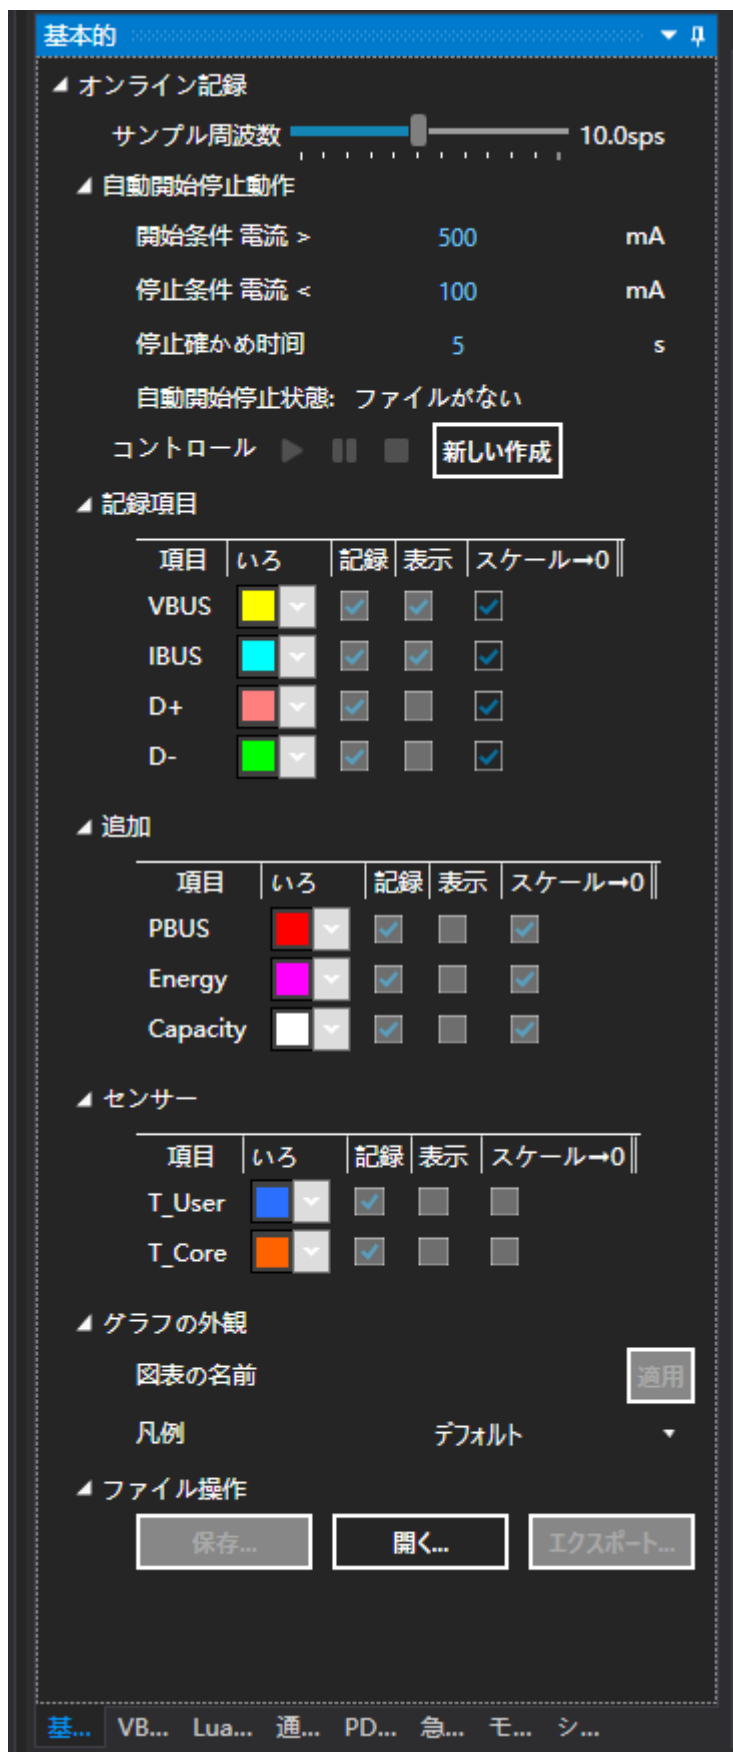 基本的
オンライン記録
サンプル周波数 10.0sps
自動開始停止動作
開始条件 電流 > 500 mA
停止条件 電流 < 100 mA
停止確かめ时间 5 s
自動開始停止状態: ファイルがない
コントロール 新しい作成
記録項目
項目 いろ 記録 表示 スケール→0
VBUS
IBUS
D+
D-
追加
項目 いろ 記録 表示 スケール→0
PBUS
Energy
Capacity
センサー
項目 いろ 記録 表示 スケール→0
T_User
T_Core
グラフの外観
図表の名前 適用
凡例 デフォルト
ファイル操作
保存... 開く... エクスポート...
基... VB... Lua... 通... PD... 急... モ... シ...